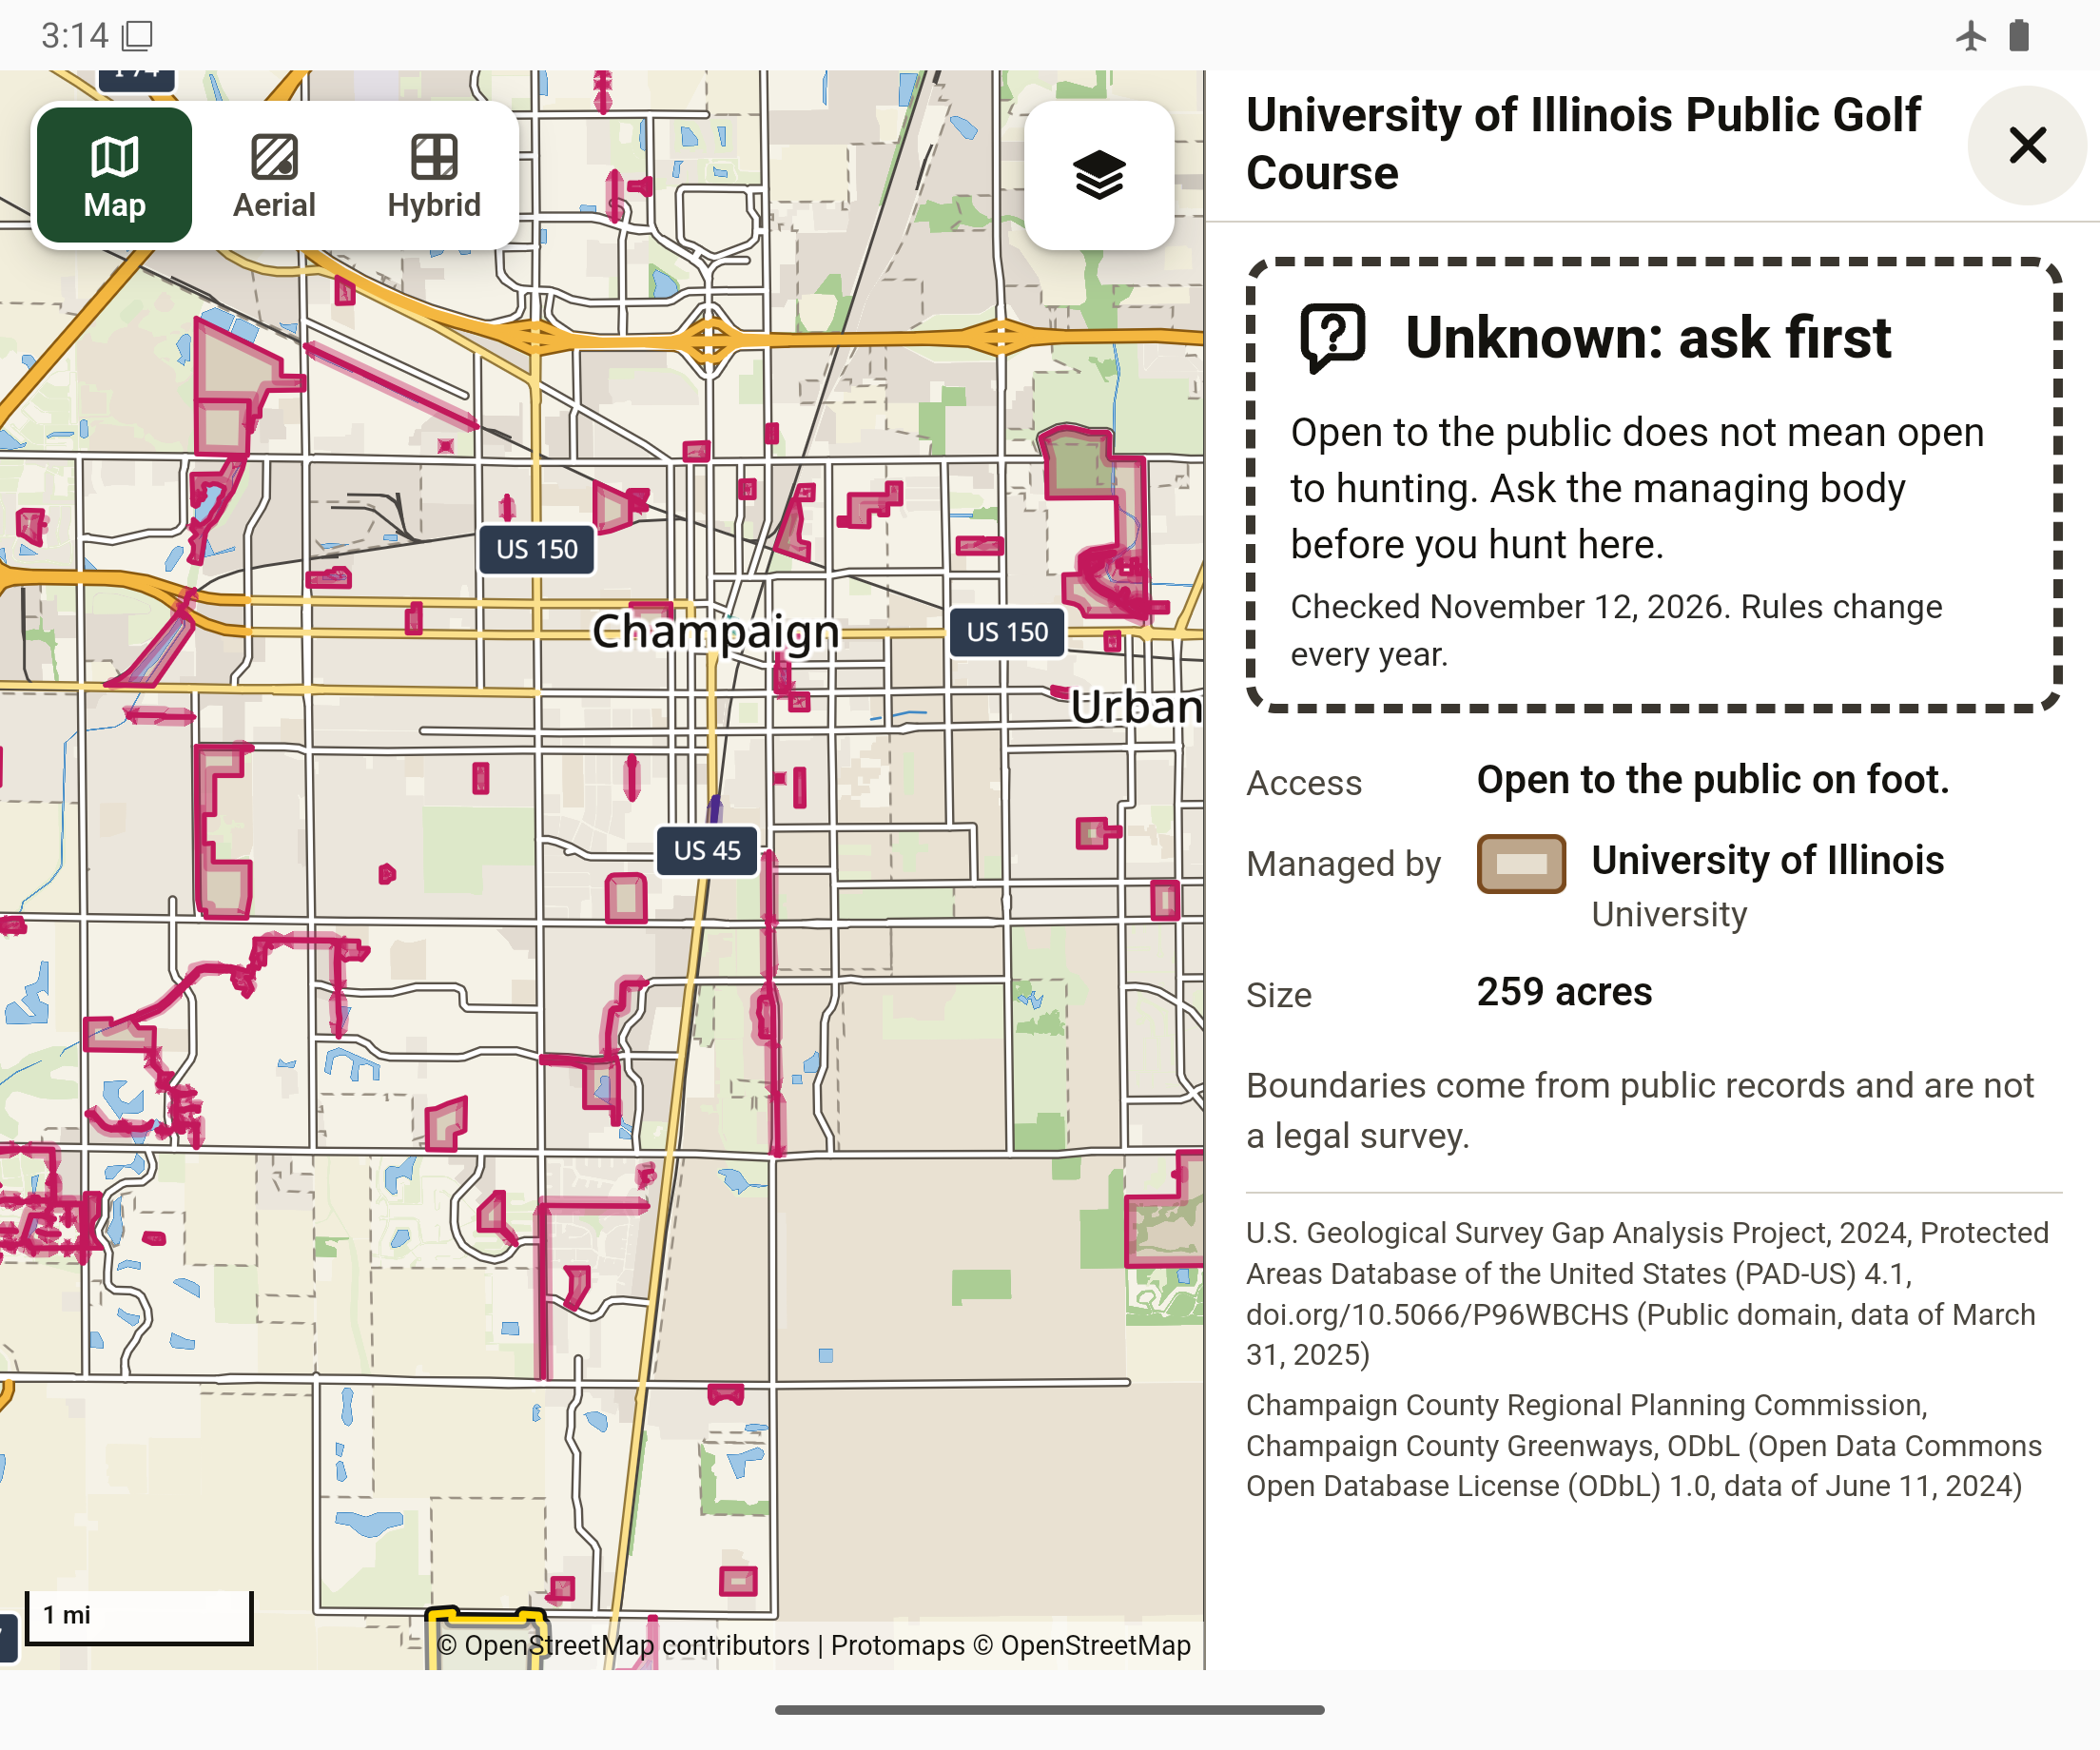 3:14
Map
Aerial
Hybrid
US 150
Champaign
US 150
Urban
US 45
1 mi
© OpenStreetMap contributors | Protomaps © OpenStreetMap
University of Illinois Public Golf
Course
Unknown: ask first
Open to the public does not mean open
to hunting. Ask the managing body
before you hunt here.
Checked November 12, 2026. Rules change
every year.
Access
Open to the public on foot.
Managed by
University of Illinois
University
Size
259 acres
Boundaries come from public records and are not
a legal survey.
U.S. Geological Survey Gap Analysis Project, 2024, Protected
Areas Database of the United States (PAD-US) 4.1,
doi.org/10.5066/P96WBCHS (Public domain, data of March
31, 2025)
Champaign County Regional Planning Commission,
Champaign County Greenways, ODbL (Open Data Commons
Open Database License (ODbL) 1.0, data of June 11, 2024)